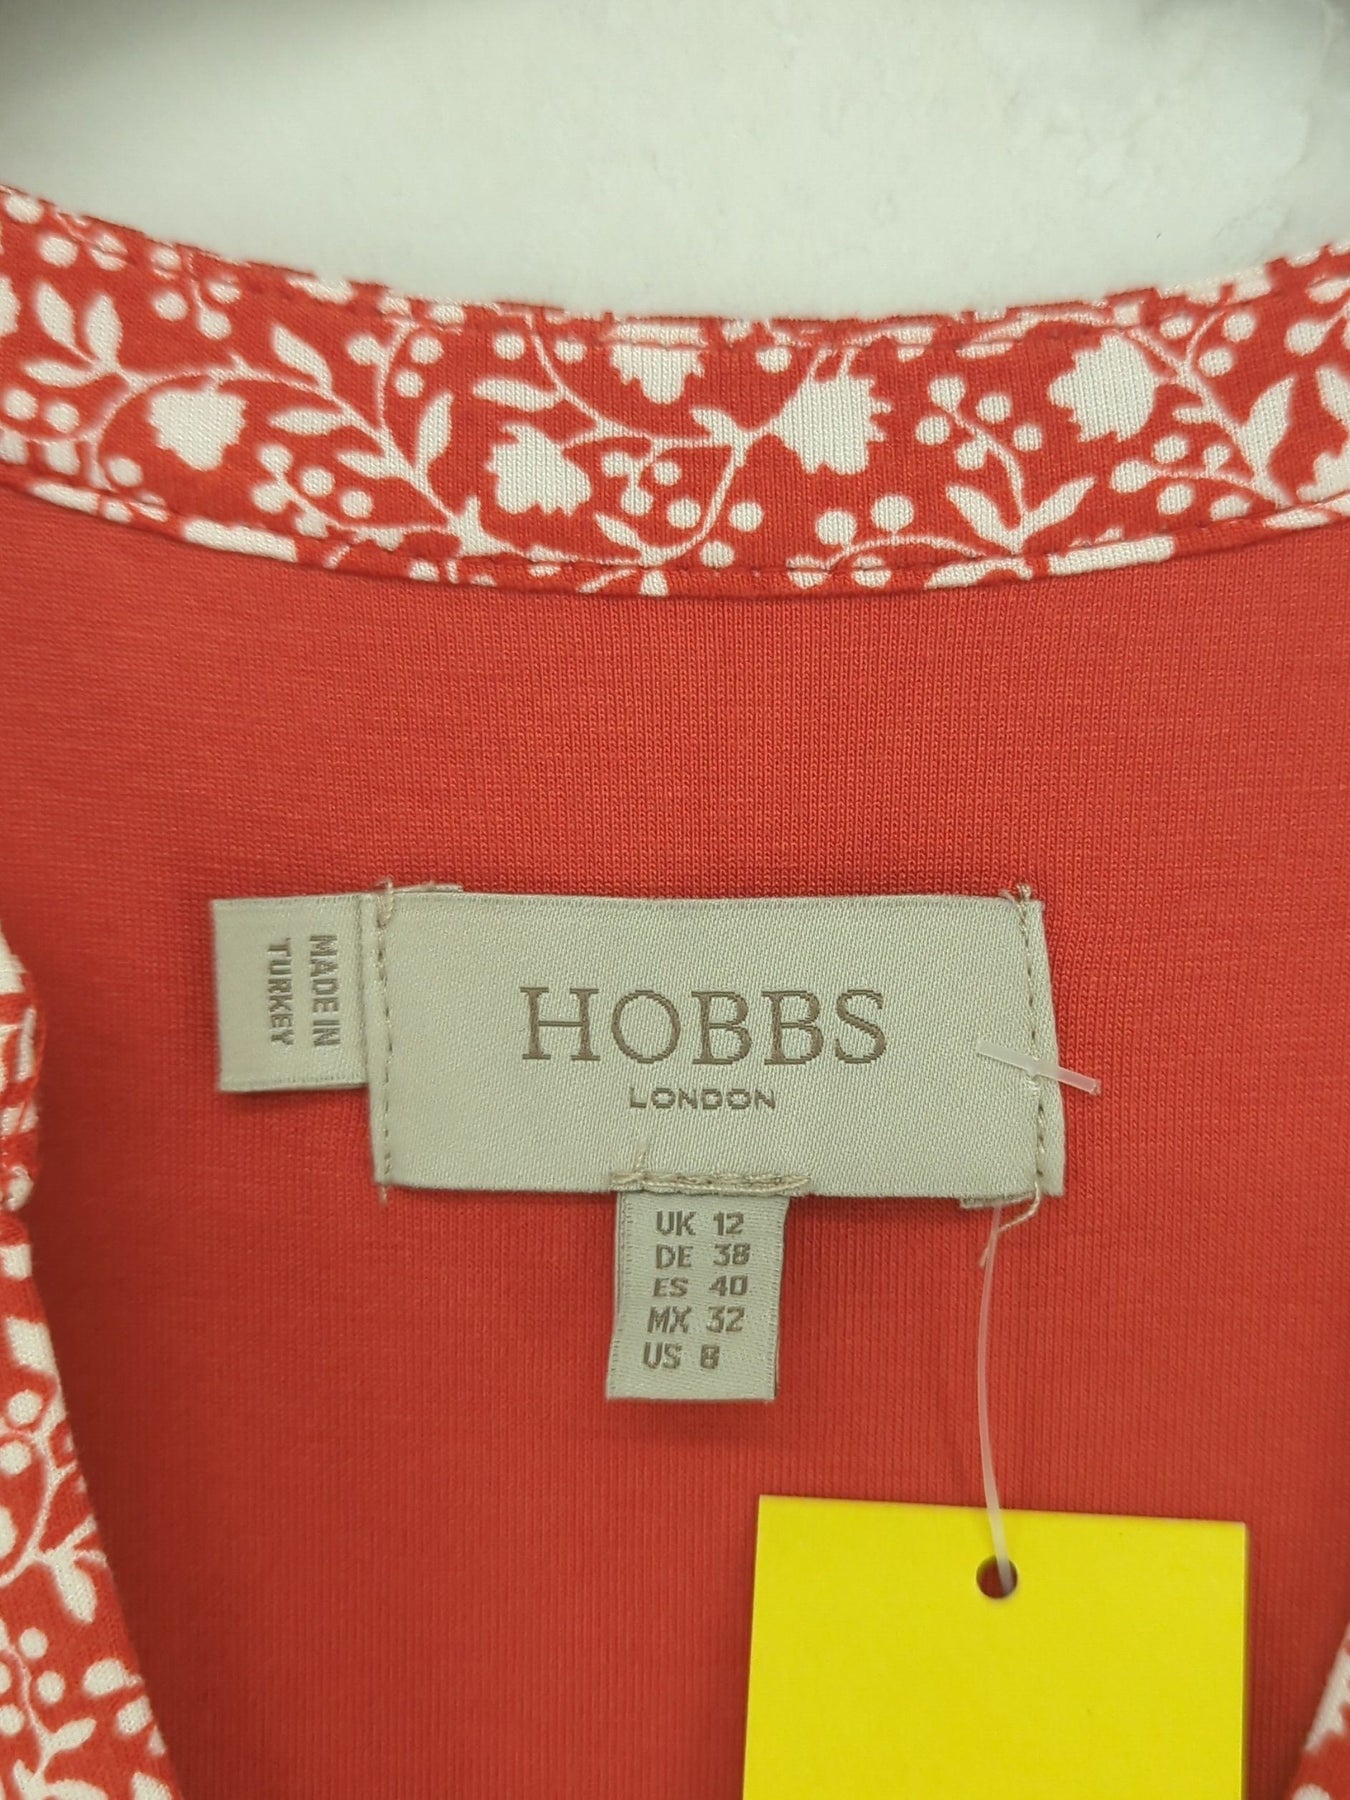 MADE IN
TURKEY
HOBBS
LONDON
UK 12
DE 38
ES 40
MX 32
US 8